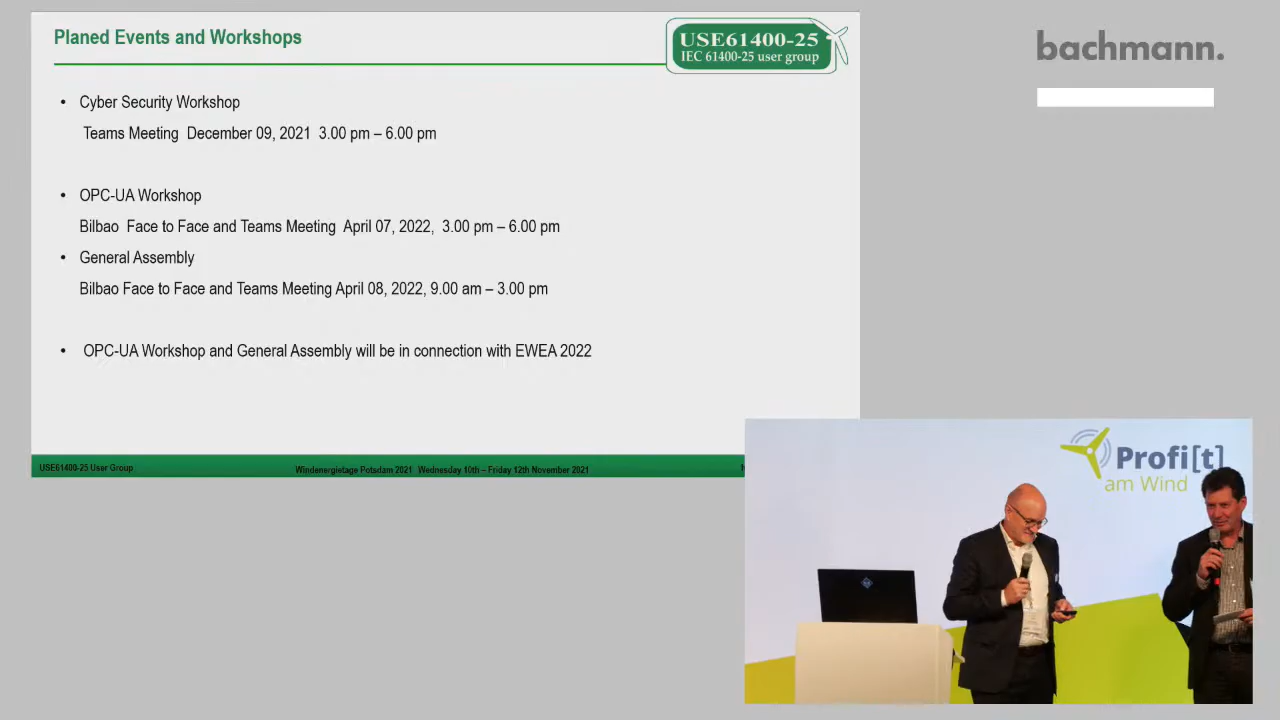 Planed Events and Workshops
USE61400-25
IEC 61400-25 user group
bachmann.
• Cyber Security Workshop
Teams Meeting December 09, 2021 3.00 pm – 6.00 pm
• OPC-UA Workshop
Bilbao Face to Face and Teams Meeting April 07, 2022, 3.00 pm – 6.00 pm
• General Assembly
Bilbao Face to Face and Teams Meeting April 08, 2022, 9.00 am – 3.00 pm
• OPC-UA Workshop and General Assembly will be in connection with EWEA 2022
USE61400-25 User Group
Windenergietage Potsdam 2021 Wednesday 10th – Friday 12th November 2021
Profi[t]
am Wind